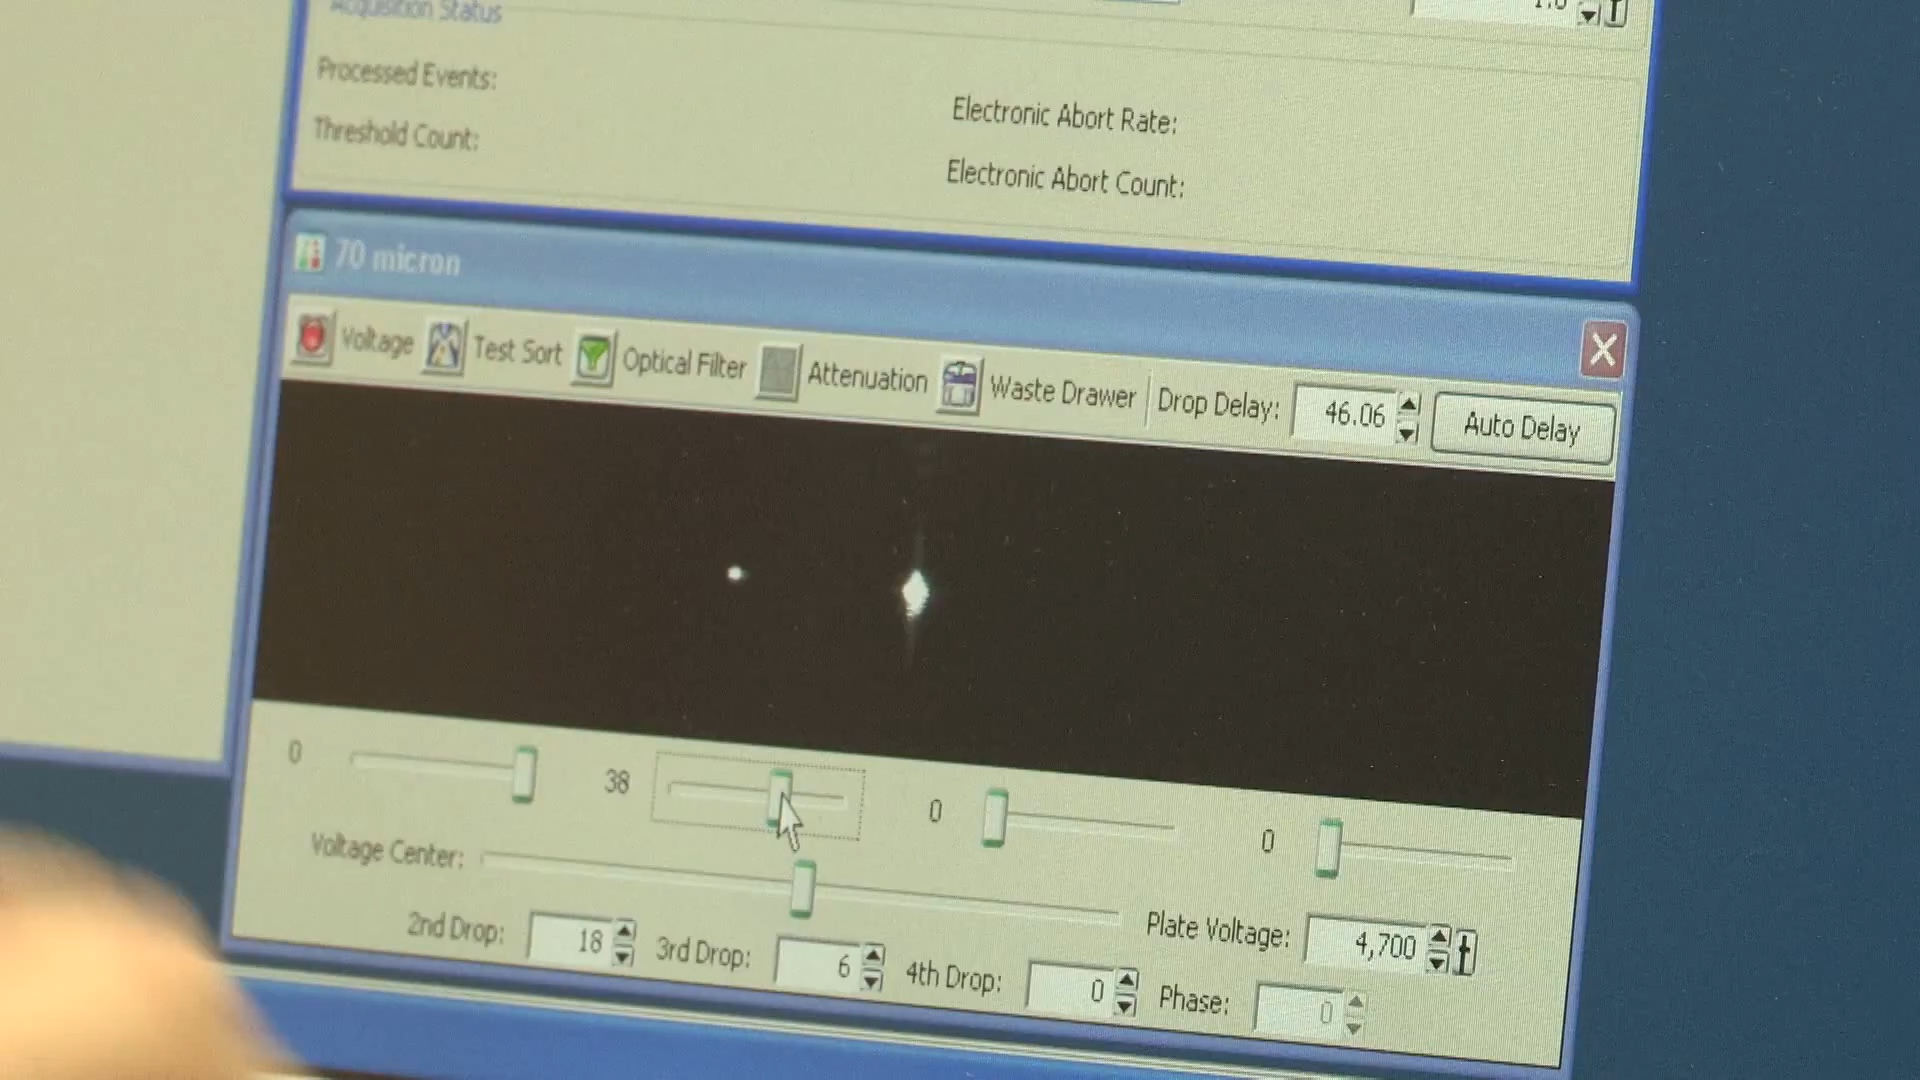 Acquisition Status
Processed Events:
Electronic Abort Rate:
Threshold Count:
Electronic Abort Count:
70 micron
Voltage Test Sort Optical Filter Attenuation Waste Drawer Drop Delay: 46.06 Auto Delay
0 38 0 0
Voltage Center:
Plate Voltage: 4,700
2nd Drop: 18 3rd Drop: 6 4th Drop: 0 Phase: 0